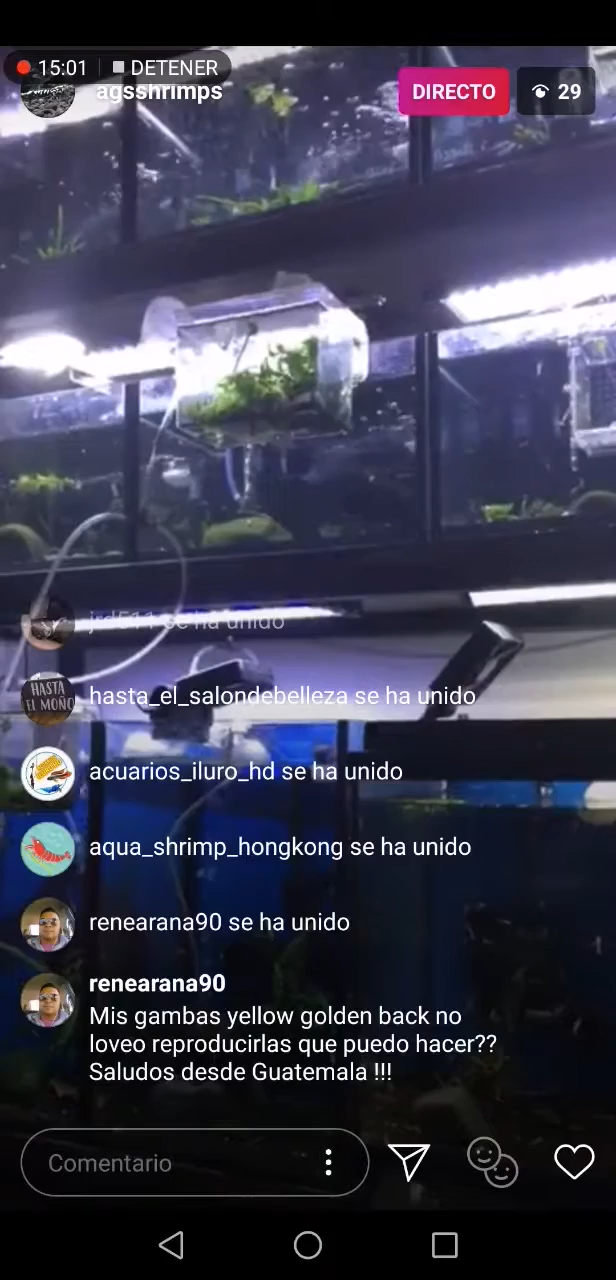 15:01 DETENER
agsshrimps
DIRECTO
29
jrd511 se ha unido
HASTA
EL MOÑO
hasta_el_salondebelleza se ha unido
acuarios_iluro_hd se ha unido
aqua_shrimp_hongkong se ha unido
renearana90 se ha unido
renearana90
Mis gambas yellow golden back no
loveo reproducirlas que puedo hacer??
Saludos desde Guatemala !!!
Comentario